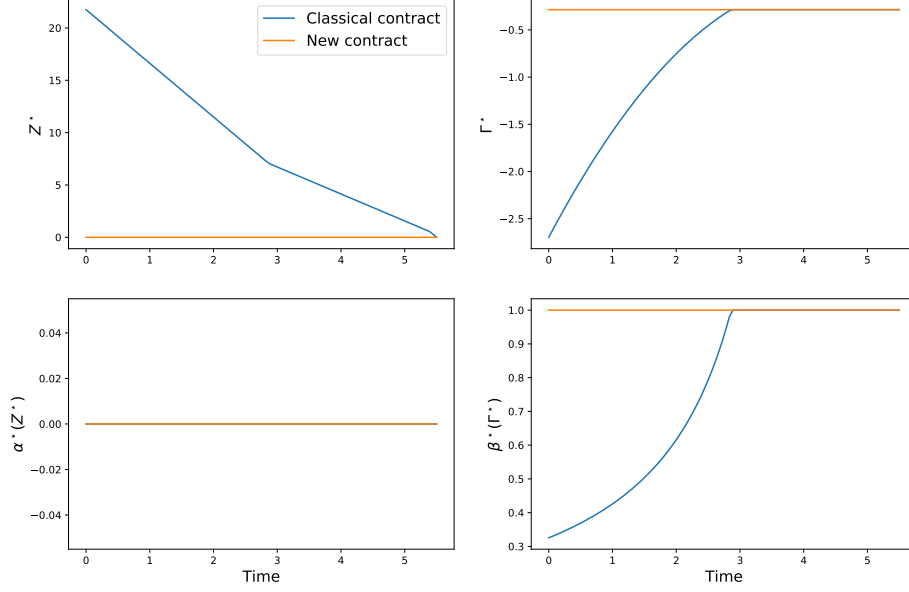 20
15
10
5
0
Z*
0 1 2 3 4 5
Classical contract
New contract
−0.5
−1.0
−1.5
−2.0
−2.5
Γ*
0 1 2 3 4 5
0.04
0.02
0.00
−0.02
−0.04
α*(Z*)
0 1 2 3 4 5
Time
1.0
0.9
0.8
0.7
0.6
0.5
0.4
0.3
β*(Γ*)
0 1 2 3 4 5
Time